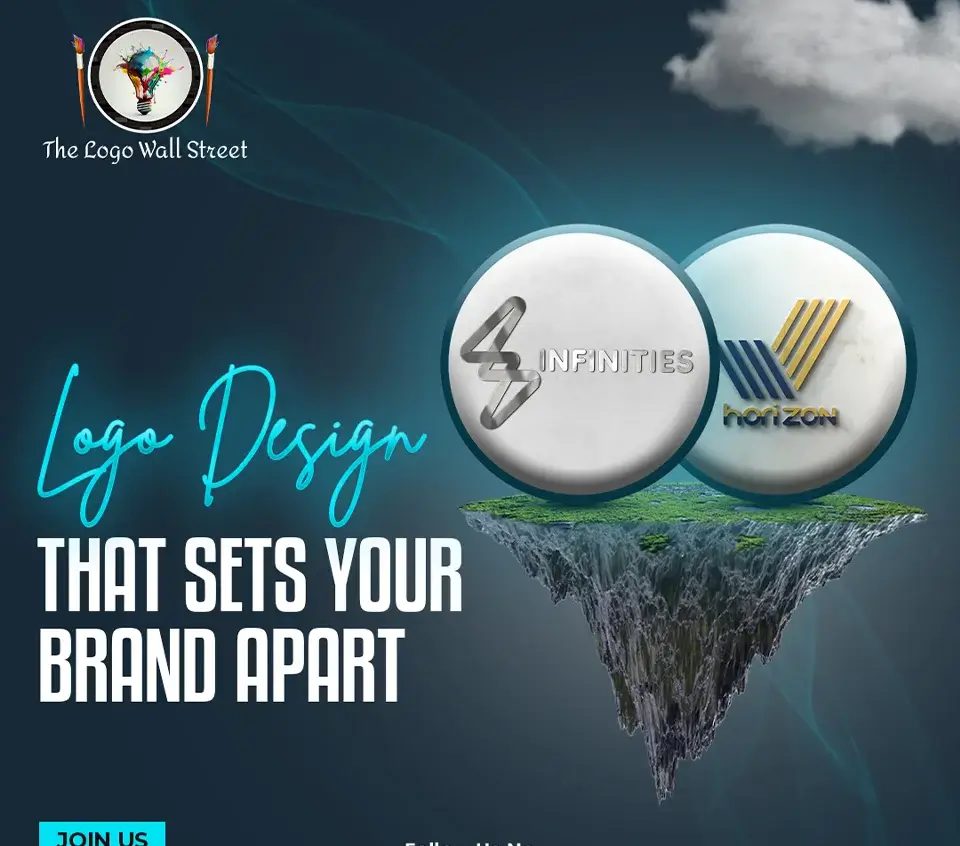 The Logo Wall Street
INFINITIES
horizon
Logo Design
THAT SETS YOUR
BRAND APART
JOIN US